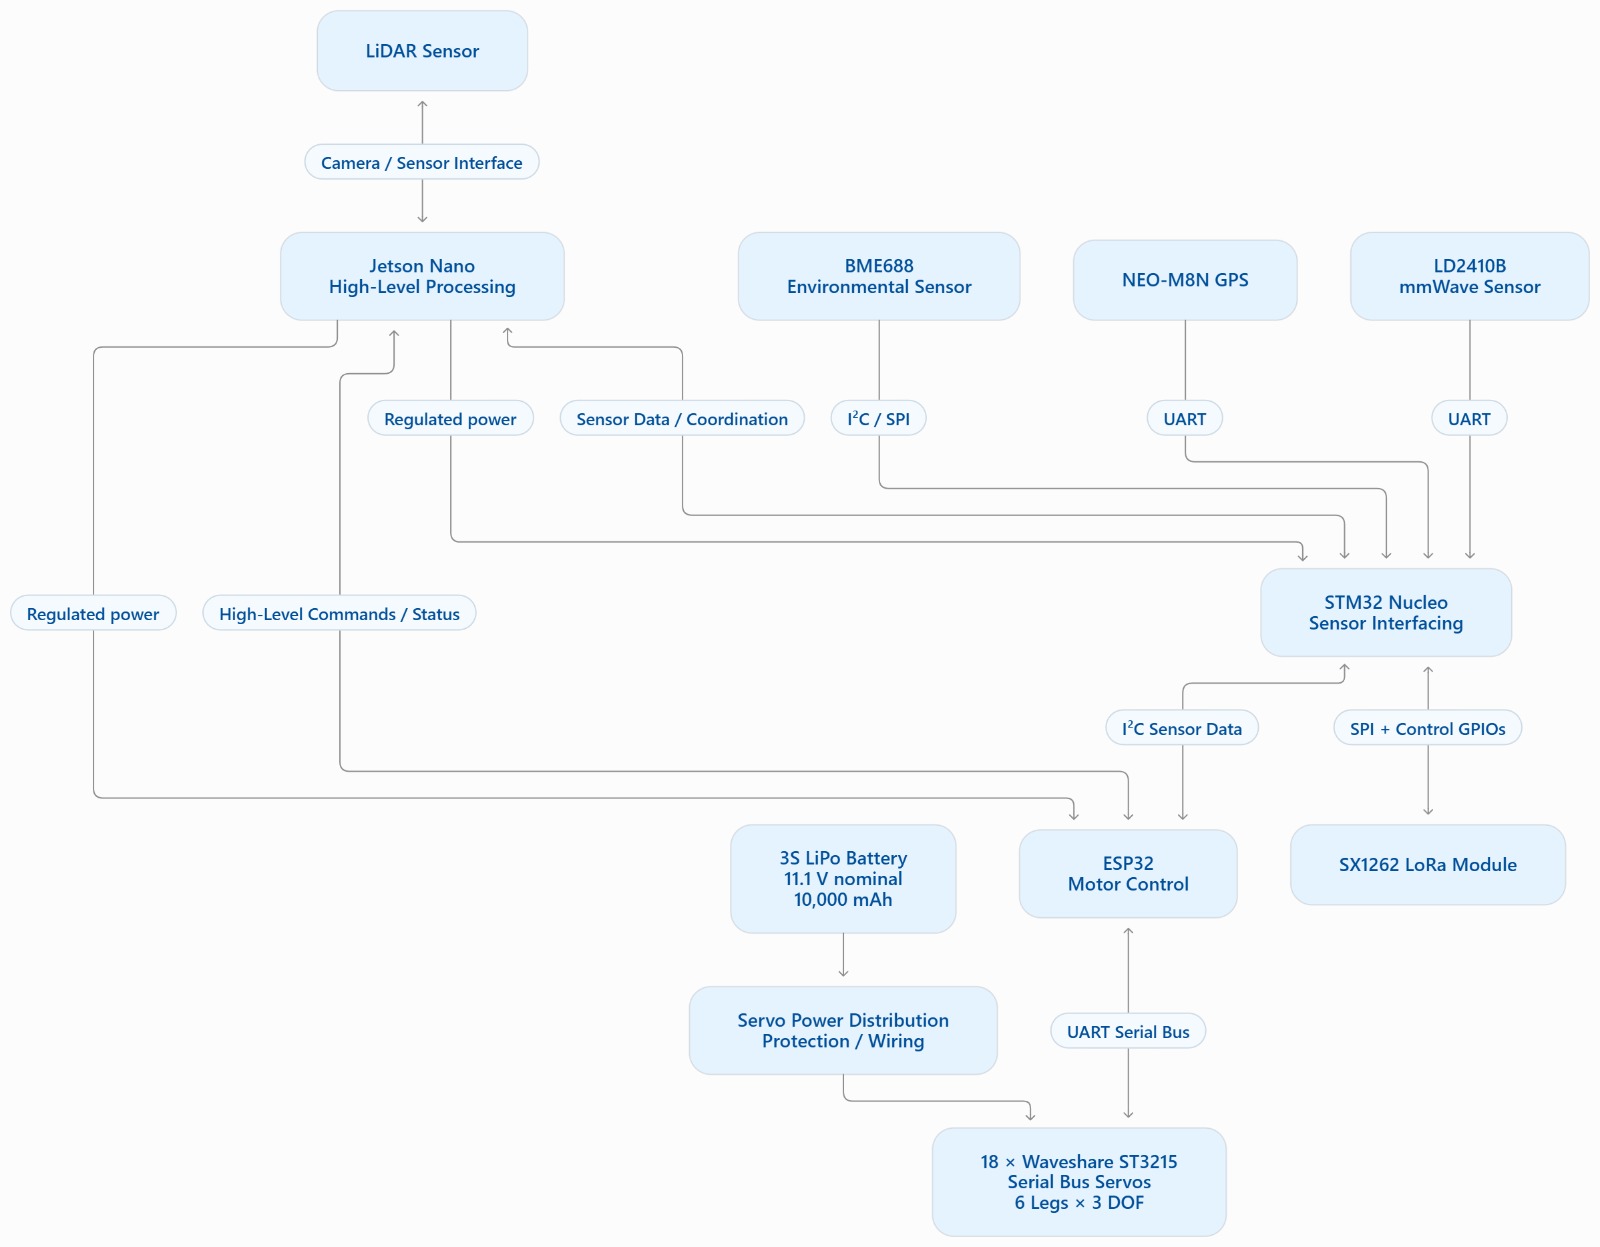 LiDAR Sensor
Camera / Sensor Interface
Jetson Nano
High-Level Processing
BME688
Environmental Sensor
NEO-M8N GPS
LD2410B
mmWave Sensor
Regulated power
Sensor Data / Coordination
I²C / SPI
UART
UART
Regulated power
High-Level Commands / Status
STM32 Nucleo
Sensor Interfacing
I²C Sensor Data
SPI + Control GPIOs
3S LiPo Battery
11.1 V nominal
10,000 mAh
ESP32
Motor Control
SX1262 LoRa Module
Servo Power Distribution
Protection / Wiring
UART Serial Bus
18 × Waveshare ST3215
Serial Bus Servos
6 Legs × 3 DOF